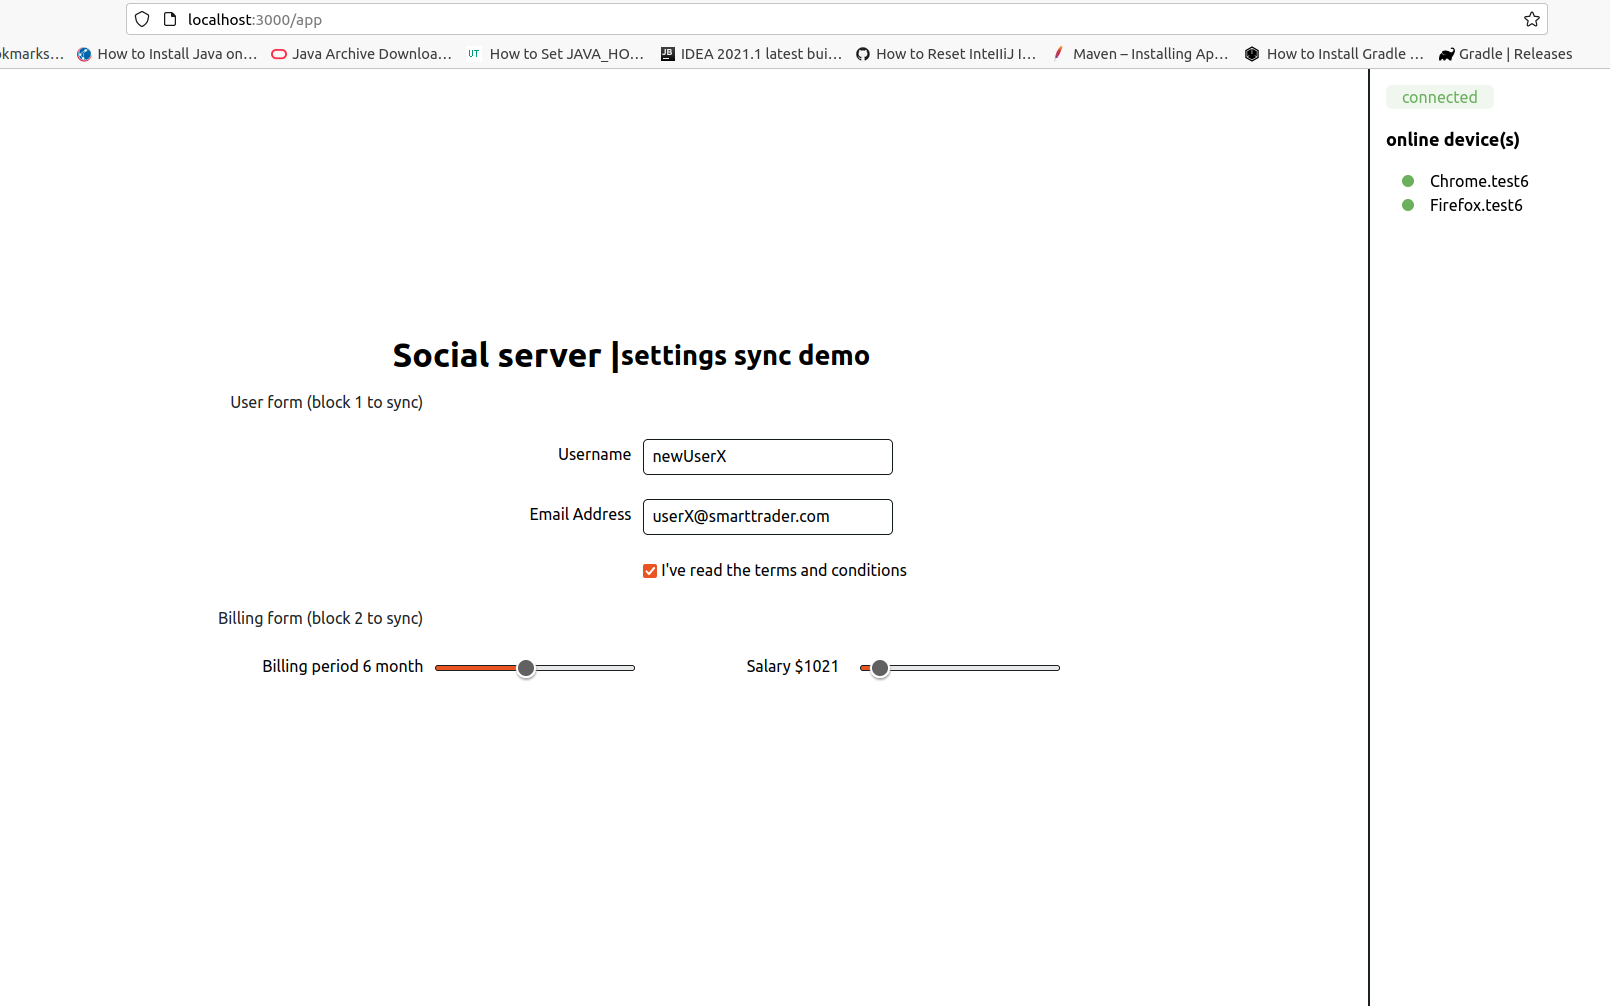 localhost:3000/app
okmarks… How to Install Java on… Java Archive Downloa… UT How to Set JAVA_HO… JB IDEA 2021.1 latest bui… How to Reset IntelliJ I… Maven – Installing Ap… How to Install Gradle … Gradle | Releases
connected
online device(s)
Chrome.test6
Firefox.test6
Social server |settings sync demo
User form (block 1 to sync)
Username newUserX
Email Address userX@smarttrader.com
I've read the terms and conditions
Billing form (block 2 to sync)
Billing period 6 month Salary $1021